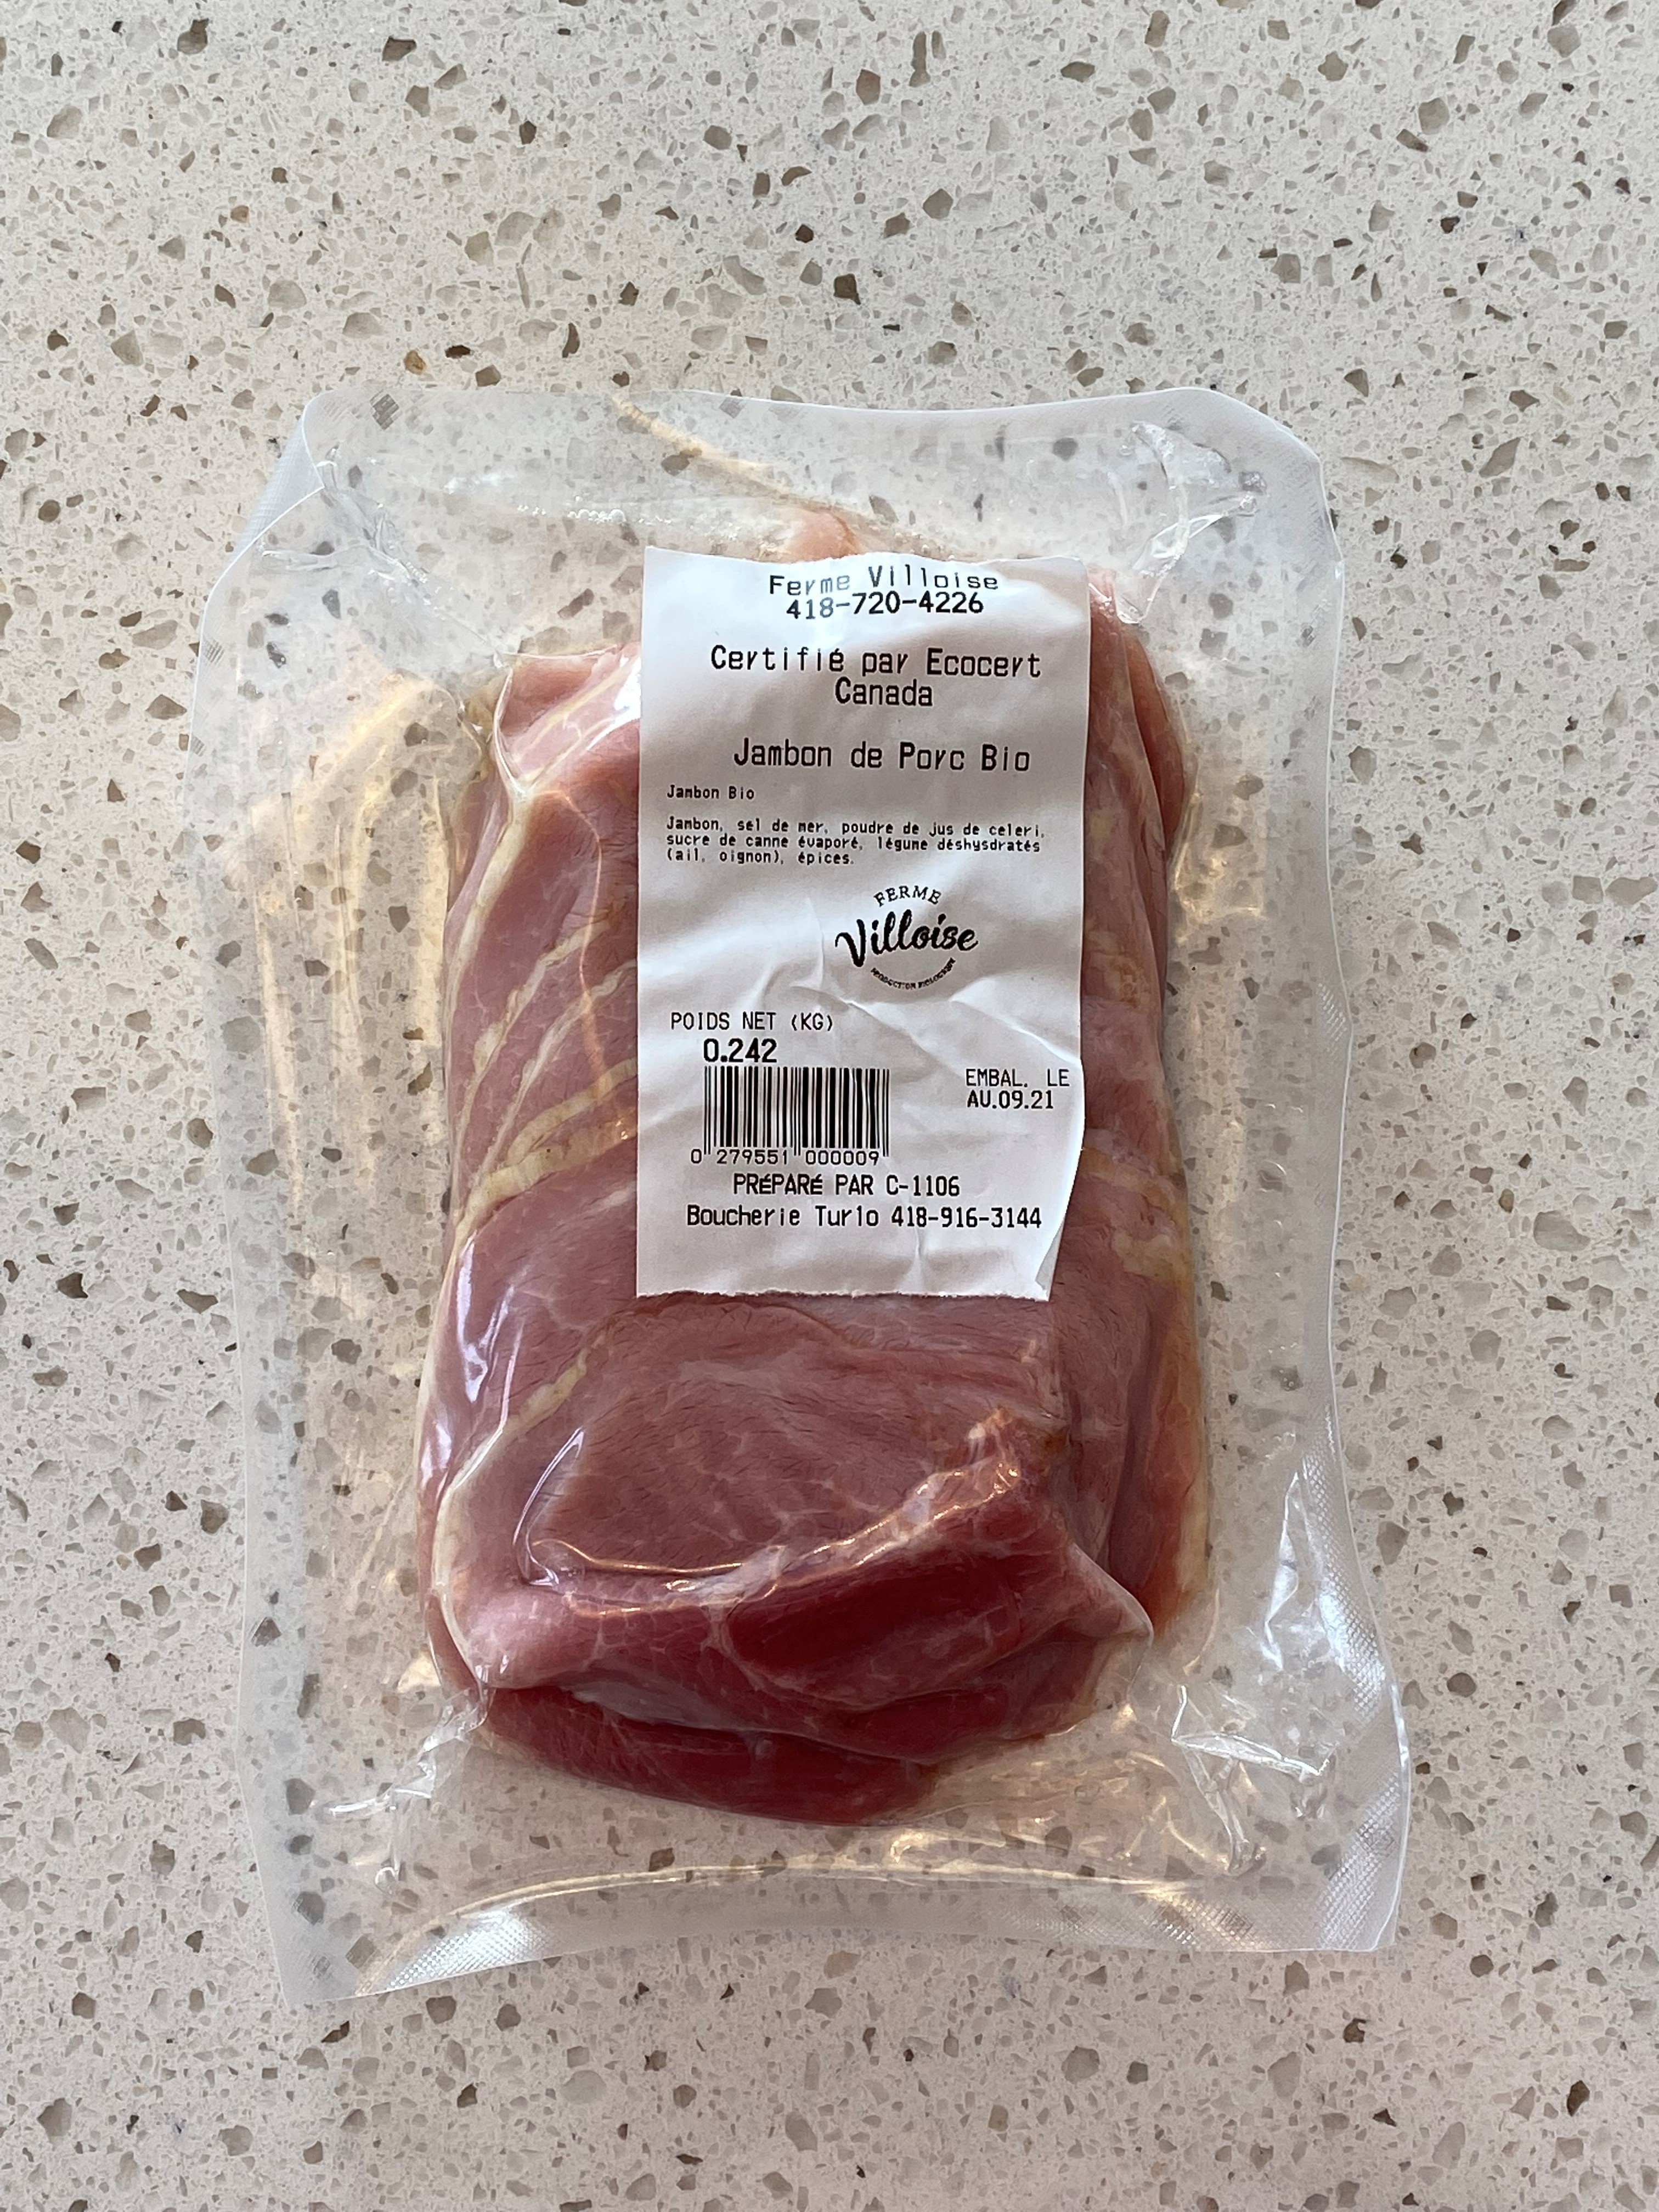 Ferme Villoise
418-720-4226
Certifié par Ecocert
Canada
Jambon de Porc Bio
Jambon Bio
Jambon, sel de mer, poudre de jus de celeri,
sucre de canne évaporé, légume déshysdratés
(ail, oignon), épices.
FERME
Villoise
PRODUCTION BIOLOGIQUE
POIDS NET (KG)
0.242
EMBAL. LE
AU.09.21
0 279551 000009
PRÉPARÉ PAR C-1106
Boucherie Turlo 418-916-3144